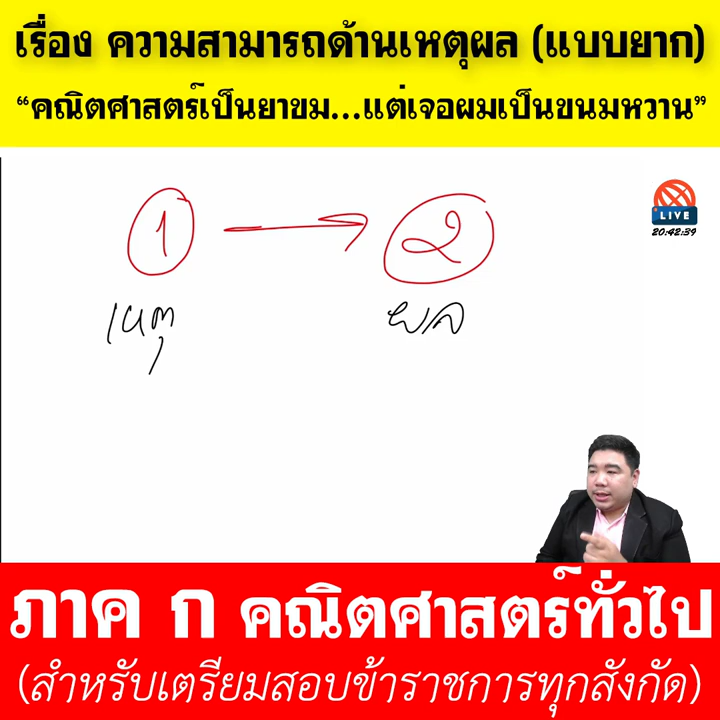 เรื่อง ความสามารถด้านเหตุผล (แบบยาก)
“คณิตศาสตร์เป็นยาขม...แต่เจอผมเป็นขนมหวาน”
1 → 2
LIVE
20:42:39
เหตุ ผล
ภาค ก คณิตศาสตร์ทั่วไป
(สำหรับเตรียมสอบข้าราชการทุกสังกัด)